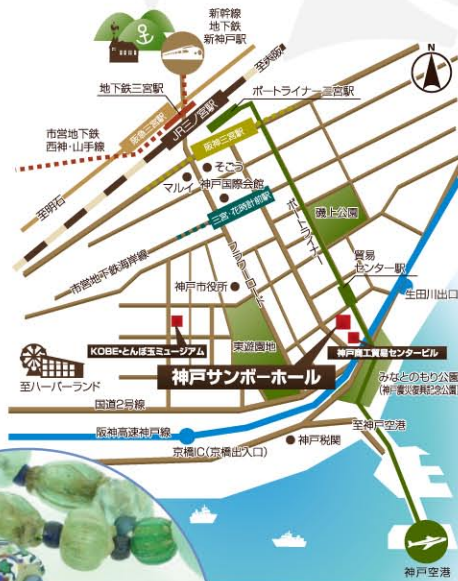 新幹線
地下鉄
新神戸駅
至大阪
N
地下鉄三宮駅
ポートライナー三宮駅
阪急三宮駅
JR三ノ宮駅
市営地下鉄
西神・山手線
阪神三宮駅
そごう
マルイ
神戸国際会館
至明石
三宮・花時計前駅
磯上公園
ポートライナー
フラワーロード
貿易
センター駅
市営地下鉄海岸線
神戸市役所
生田川出口
KOBE・とんぼ玉ミュージアム
東遊園地
神戸商工貿易センタービル
神戸サンボーホール
至ハーバーランド
みなとのもり公園
(神戸震災復興記念公園)
国道2号線
至神戸空港
阪神高速神戸線
神戸税関
京橋IC(京橋出入口)
神戸空港